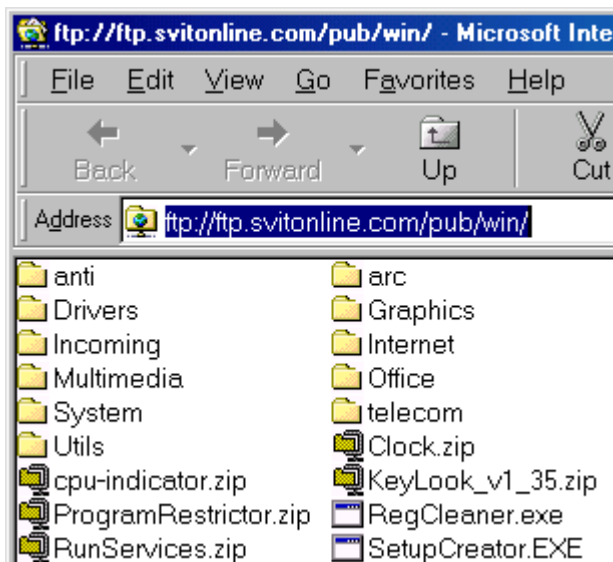 ftp://ftp.svitonline.com/pub/win/ - Microsoft Inte
File Edit View Go Favorites Help
Back Forward Up Cut
Address ftp://ftp.svitonline.com/pub/win/
anti arc
Drivers Graphics
Incoming Internet
Multimedia Office
System telecom
Utils Clock.zip
cpu-indicator.zip KeyLook_v1_35.zip
ProgramRestrictor.zip RegCleaner.exe
RunServices.zip SetupCreator.EXE